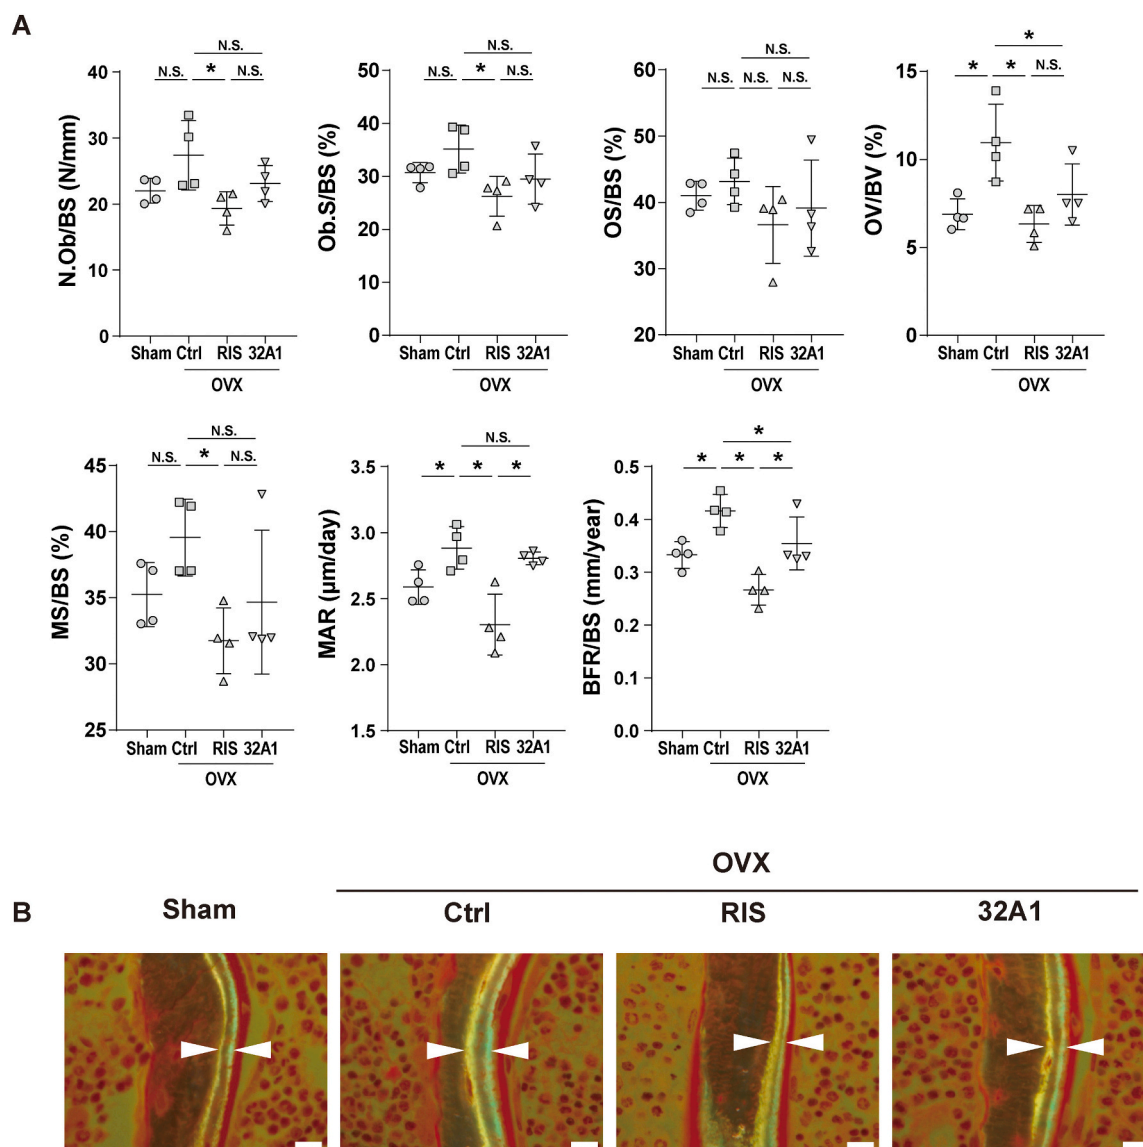 A
N.S.
N.S. * N.S.
N.Ob/BS (N/mm)
40
30
20
10
0
Sham Ctrl RIS 32A1
OVX
N.S.
N.S. * N.S.
Ob.S/BS (%)
50
40
30
20
10
0
Sham Ctrl RIS 32A1
OVX
N.S.
N.S. N.S. N.S.
OS/BS (%)
60
50
40
30
20
Sham Ctrl RIS 32A1
OVX
*
* * N.S.
OV/BV (%)
15
10
5
0
Sham Ctrl RIS 32A1
OVX
N.S.
N.S. * N.S.
MS/BS (%)
45
40
35
30
25
Sham Ctrl RIS 32A1
OVX
N.S.
* * *
MAR (μm/day)
3.5
3.0
2.5
2.0
1.5
Sham Ctrl RIS 32A1
OVX
*
* * *
BFR/BS (mm/year)
0.5
0.4
0.3
0.2
0.1
0.0
Sham Ctrl RIS 32A1
OVX
OVX
B Sham Ctrl RIS 32A1